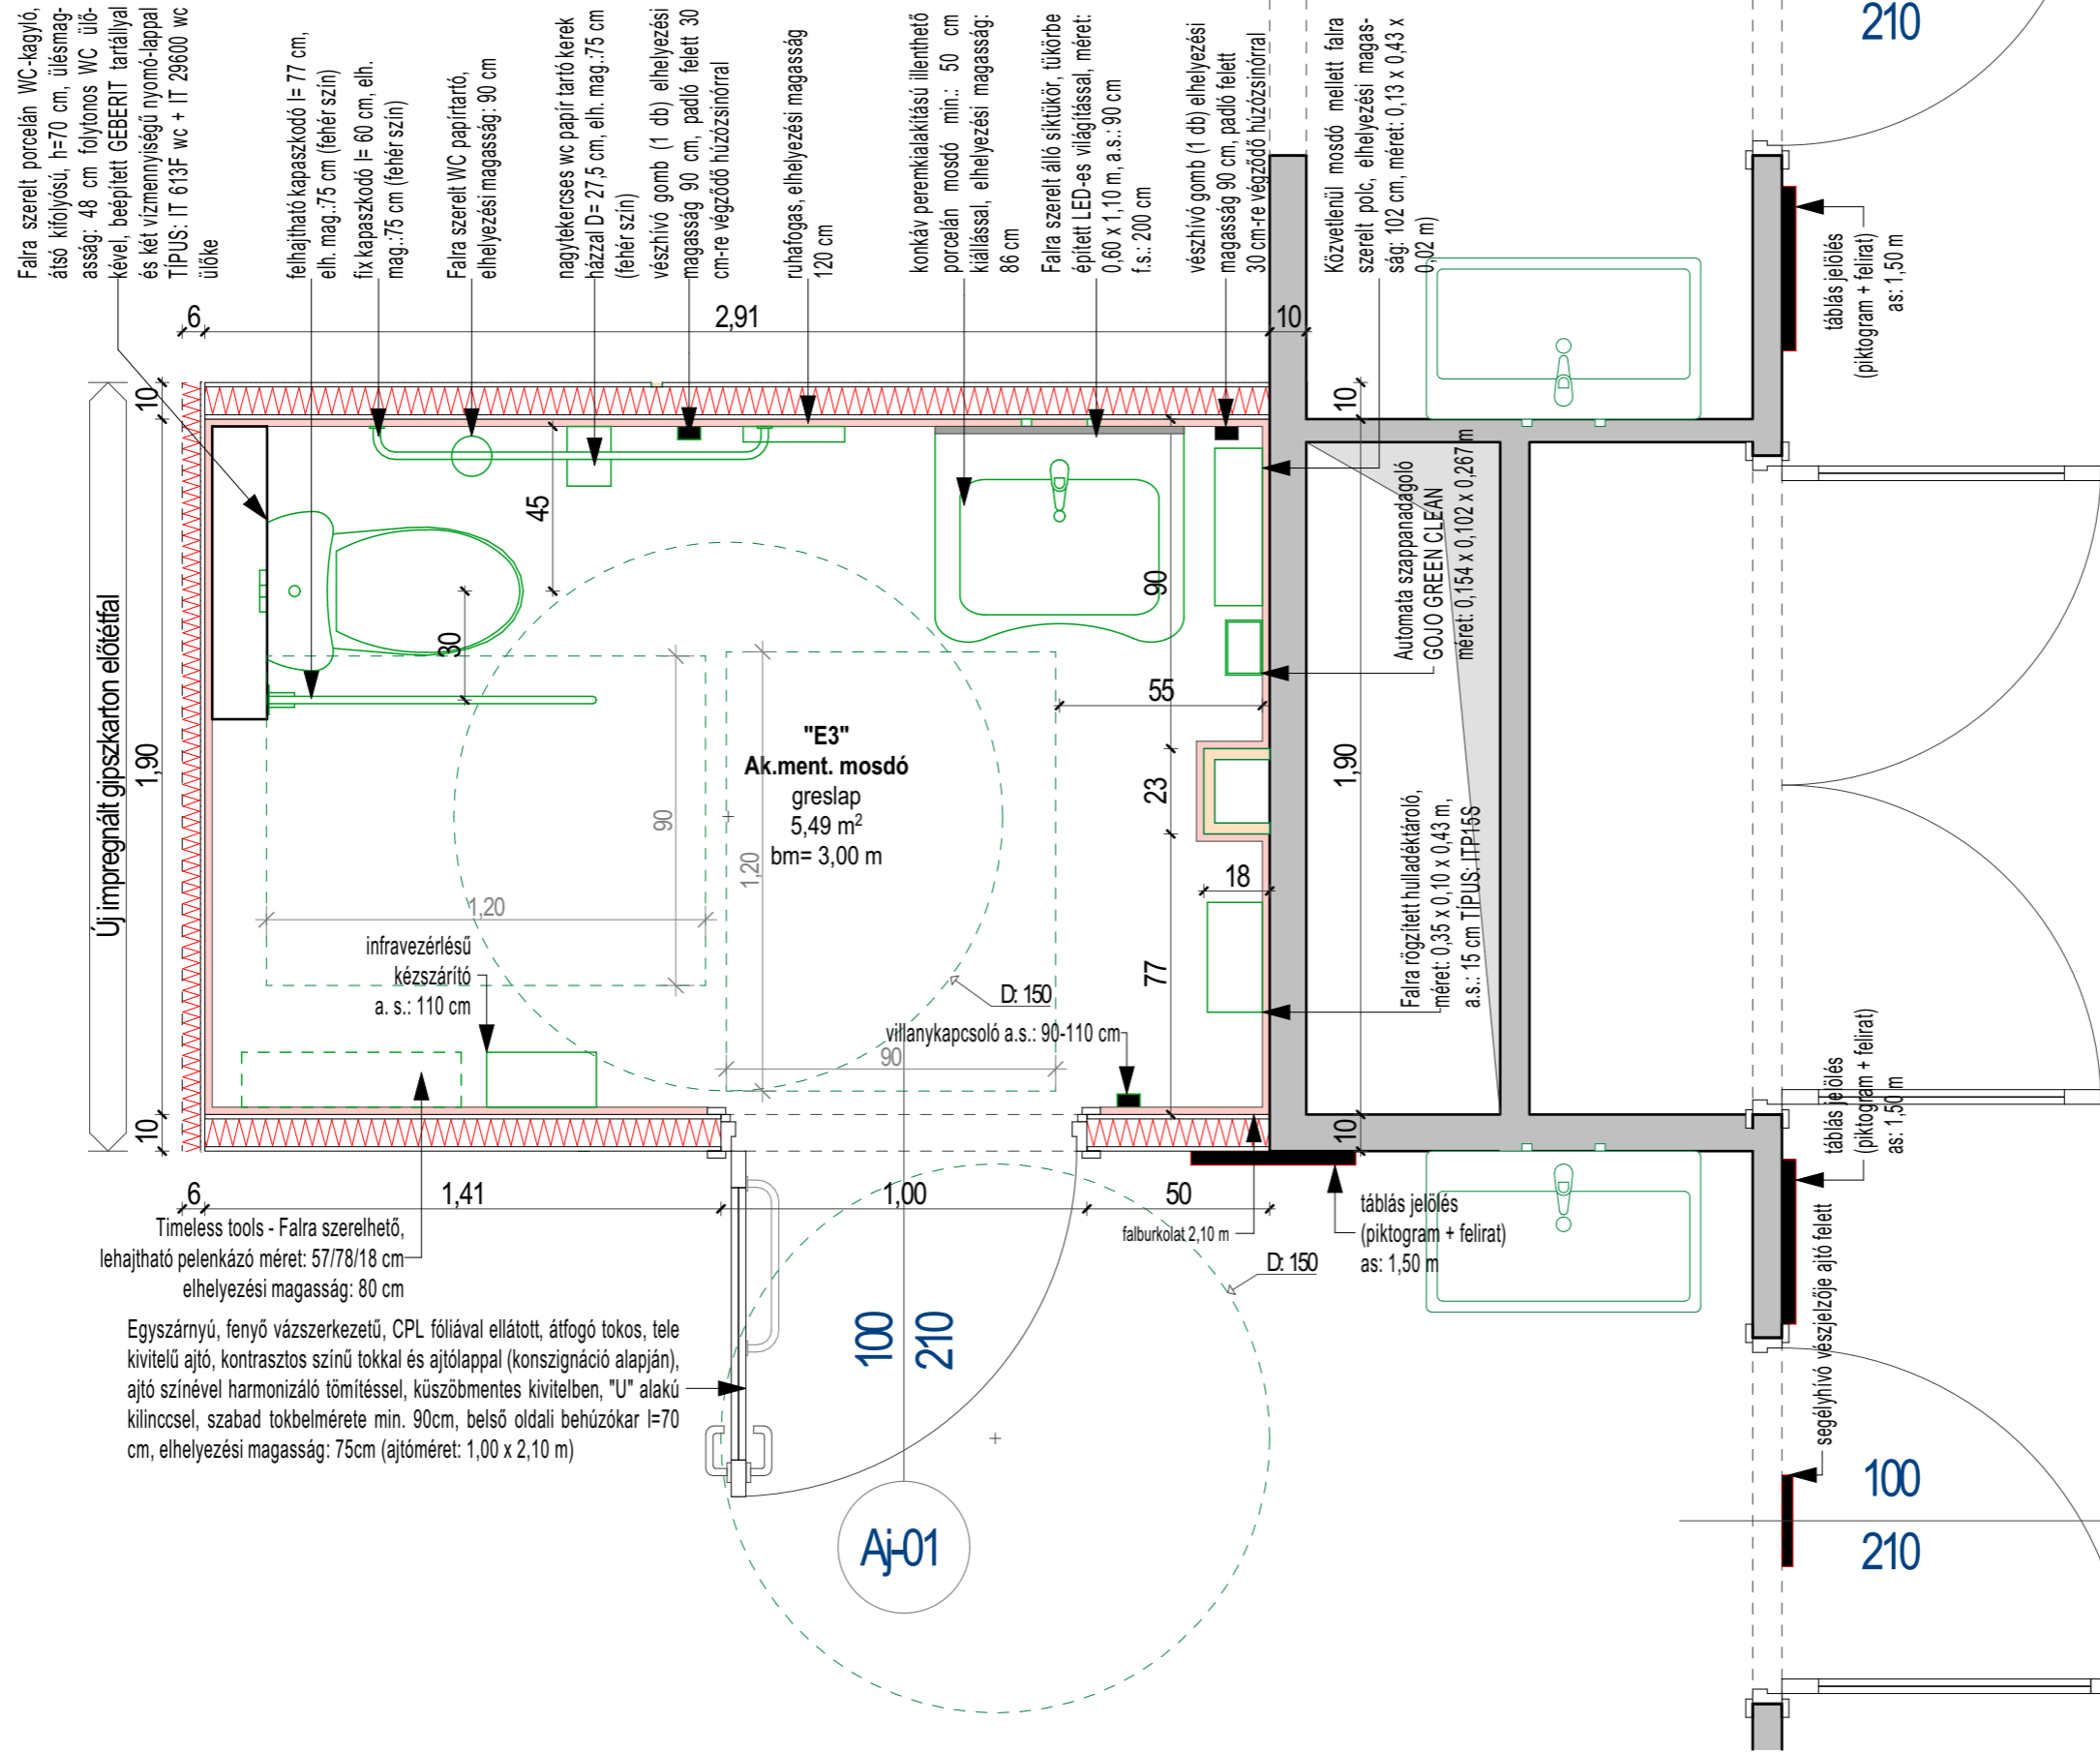 Falra szerelt porcelán WC-kagyló,
átsó kifolyósú, h=70 cm, ülésmag-
asság: 48 cm folytonos WC ülő-
kével, beépített GEBERIT tartállyal
és két vízmennyiségű nyomó-lappal
TÍPUS: IT 613F wc + IT 29600 wc
ülőke
felhajtható kapaszkodó l= 77 cm,
elh. mag.:75 cm (fehér szín)
fix kapaszkodó l= 60 cm, elh.
mag.:75 cm (fehér szín)
Falra szerelt WC papírtartó,
elhelyezési magasság: 90 cm
nagytekercses wc papír tartó kerek
házzal D= 27,5 cm, elh. mag.:75 cm
(fehér szín)
vészhívó gomb (1 db) elhelyezési
magasság 90 cm, padló felett 30
cm-re végződő húzózsinórral
ruhafogas, elhelyezési magasság
120 cm
konkáv peremkialakítású illenthető
porcelán mosdó min.: 50 cm
kiállással, elhelyezési magasság:
86 cm
Falra szerelt álló síktükör, tükörbe
épített LED-es világítással, méret:
0,60 x 1,10 m, a.s.: 90 cm
f.s.: 200 cm
vészhívó gomb (1 db) elhelyezési
magasság 90 cm, padló felett
30 cm-re végződő húzózsinórral
Közvetlenül mosdó mellett falra
szerelt polc, elhelyezési magas-
ság: 102 cm, méret: 0,13 x 0,43 x
0,02 m)
táblás jelölés
(piktogram + felirat)
as: 1,50 m
210
6
2,91
10
10
10
45
30
90
Automata szappanadagoló
GOJO GREEN CLEAN
méret: 0,154 x 0,102 x 0,267 m
Új impregnált gipszkarton előtétfal
1,90
55
"E3"
Ak.ment. mosdó
greslap
5,49 m²
bm= 3,00 m
90
1,20
23
1,90
18
1,20
77
Falra rögzített hulladéktároló,
méret: 0,35 x 0,10 x 0,43 m,
a.s.: 15 cm TÍPUS: ITP15S
infravezérlésű
kézszárító
a. s.: 110 cm
D: 150
villanykapcsoló a.s.: 90-110 cm
90
10
10
táblás jelölés
(piktogram + felirat)
as: 1,50 m
6
1,41
1,00
50
Timeless tools - Falra szerelhető,
lehajtható pelenkázó méret: 57/78/18 cm
elhelyezési magasság: 80 cm
falburkolat 2,10 m
táblás jelölés
(piktogram + felirat)
as: 1,50 m
D: 150
Egyszárnyú, fenyő vázszerkezetű, CPL fóliával ellátott, átfogó tokos, tele
kivitelű ajtó, kontrasztos színű tokkal és ajtólappal (konszignáció alapján),
ajtó színével harmonizáló tömítéssel, küszöbmentes kivitelben, "U" alakú
kilinccsel, szabad tokbelmérete min. 90cm, belső oldali behúzókar l=70
cm, elhelyezési magasság: 75cm (ajtóméret: 1,00 x 2,10 m)
100
210
segélyhívó vészjelzője ajtó felett
100
210
Aj-01